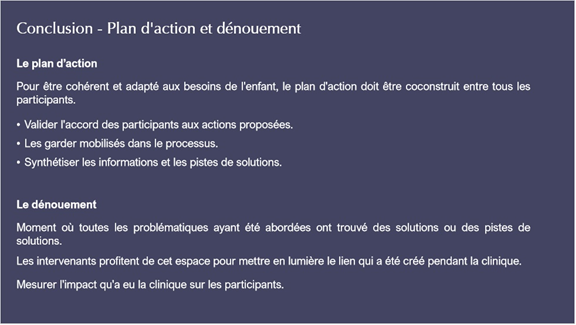 Conclusion - Plan d'action et dénouement
Le plan d'action
Pour être cohérent et adapté aux besoins de l'enfant, le plan d'action doit être coconstruit entre tous les
participants.
• Valider l'accord des participants aux actions proposées.
• Les garder mobilisés dans le processus.
• Synthétiser les informations et les pistes de solutions.
Le dénouement
Moment où toutes les problématiques ayant été abordées ont trouvé des solutions ou des pistes de
solutions.
Les intervenants profitent de cet espace pour mettre en lumière le lien qui a été créé pendant la clinique.
Mesurer l'impact qu'a eu la clinique sur les participants.